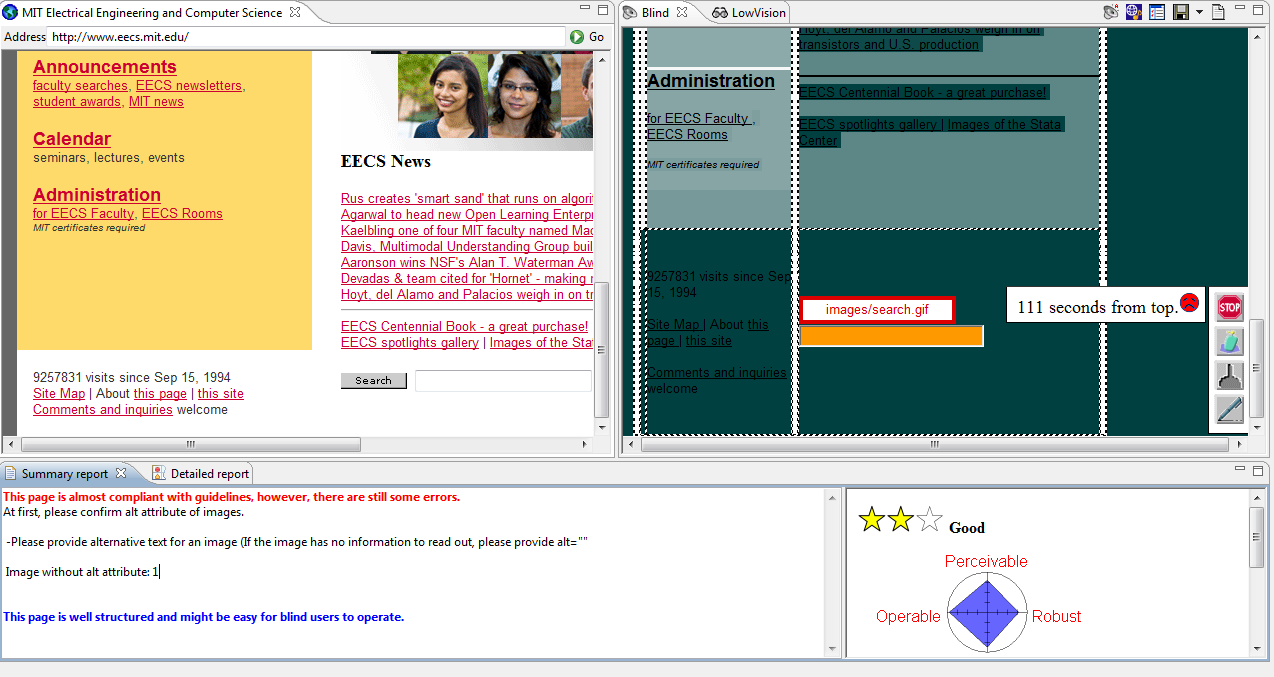 MIT Electrical Engineering and Computer Science
Address http://www.eecs.mit.edu/ Go
Announcements
faculty searches, EECS newsletters,
student awards, MIT news
Calendar
seminars, lectures, events
Administration
for EECS Faculty, EECS Rooms
MIT certificates required
9257831 visits since Sep 15, 1994
Site Map | About this page | this site
Comments and inquiries welcome
EECS News
Rus creates 'smart sand' that runs on algori
Agarwal to head new Open Learning Enterpr
Kaelbling one of four MIT faculty named Mac
Davis, Multimodal Understanding Group buil
Aaronson wins NSF's Alan T. Waterman Aw
Devadas & team cited for 'Hornet' - making
Hoyt, del Alamo and Palacios weigh in on tr
EECS Centennial Book - a great purchase!
EECS spotlights gallery | Images of the Sta
Search
Blind LowVision
Administration
for EECS Faculty ,
EECS Rooms
MIT certificates required
9257831 visits since Sep
15, 1994
Site Map | About this
page | this site
Comments and inquiries
welcome
Hoyt, del Alamo and Palacios weigh in on
transistors and U.S. production
EECS Centennial Book - a great purchase!
EECS spotlights gallery | Images of the Stata
Center
images/search.gif
111 seconds from top.
STOP
Summary report Detailed report
This page is almost compliant with guidelines, however, there are still some errors.
At first, please confirm alt attribute of images.
-Please provide alternative text for an image (If the image has no information to read out, please provide alt=""
Image without alt attribute: 1
This page is well structured and might be easy for blind users to operate.
Good
Perceivable
Operable Robust